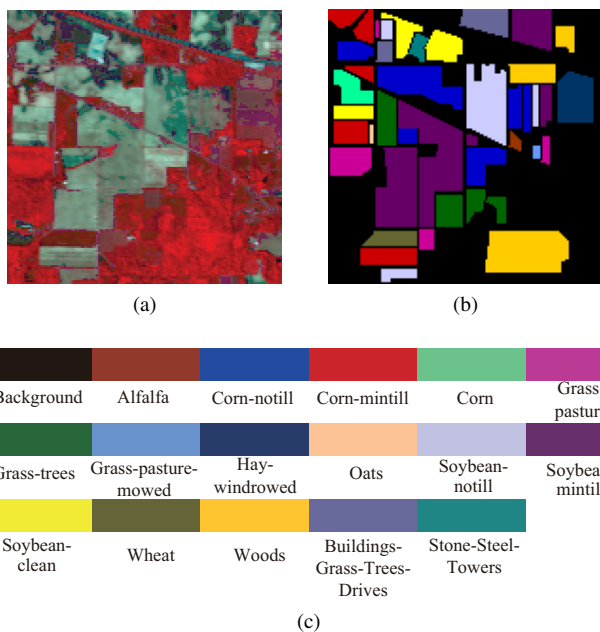 (a)
(b)
Background
Alfalfa
Corn-notill
Corn-mintill
Corn
Grass
pastur
Grass-trees
Grass-pasture-
mowed
Hay-
windrowed
Oats
Soybean-
notill
Soybea
mintil
Soybean-
clean
Wheat
Woods
Buildings-
Grass-Trees-
Drives
Stone-Steel-
Towers
(c)